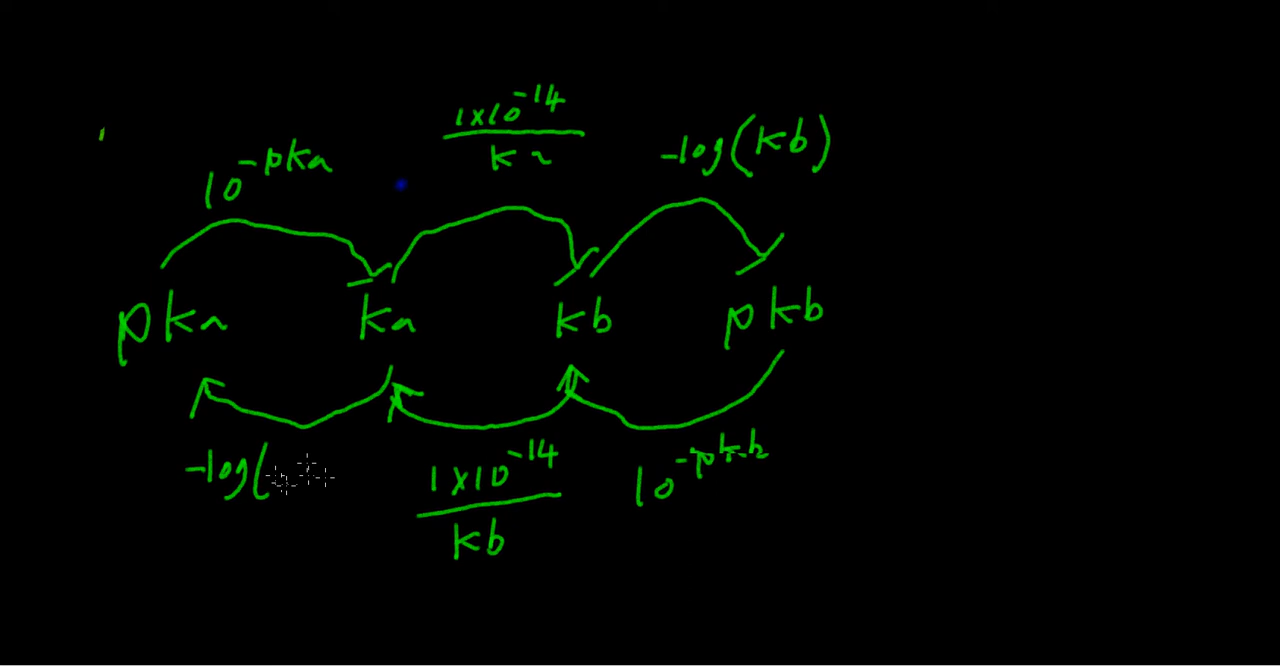 10^-pka
1x10^-14
ka
-log(kb)
pka ka kb pkb
-log(
1x10^-14
kb
10^-pkb